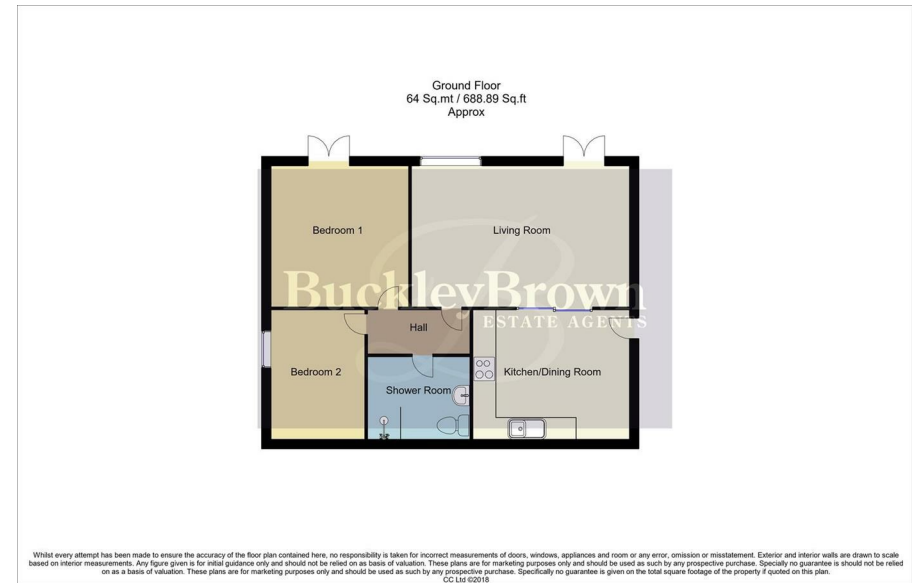 Ground Floor
64 Sq.mt / 688.89 Sq.ft
Approx
Bedroom 1
Living Room
BuckleyBrown
ESTATE AGENTS
Hall
Bedroom 2
Kitchen/Dining Room
Shower Room
Whilst every attempt has been made to ensure the accuracy of the floor plan contained here, no responsibility is taken for incorrect measurements of doors, windows, appliances and room or any error, omission or misstatement. Exterior and interior walls are drawn to scale
based on interior measurements. Any figure given is for initial guidance only and should not be relied on as basis of valuation. These plans are for marketing purposes only and should be used as such by any prospective purchase. Specially no guarantee is should not be relied
on as a basis of valuation. These plans are for marketing purposes only and should be used as such by any prospective purchase. Specifically no guarantee is given on the total square footage of the property if quoted on this plan.
CC Ltd ©2018